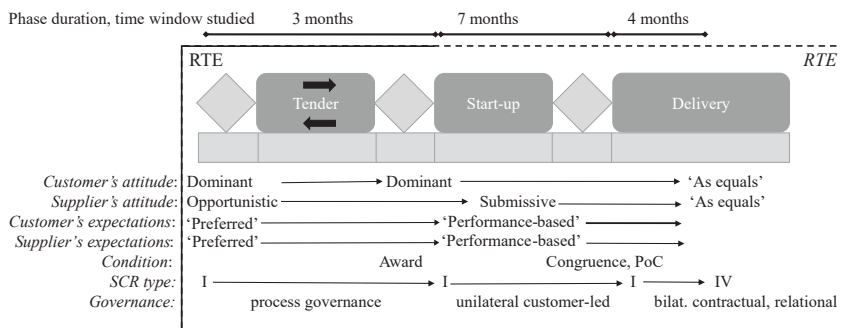 Phase duration, time window studied 3 months 7 months 4 months
RTE RTE
Tender Start-up Delivery
Customer's attitude: Dominant Dominant 'As equals'
Supplier's attitude: Opportunistic Submissive 'As equals'
Customer's expectations: 'Preferred' 'Performance-based'
Supplier's expectations: 'Preferred' 'Performance-based'
Condition: Award Congruence, PoC
SCR type: I I I IV
Governance: process governance unilateral customer-led bilat. contractual, relational